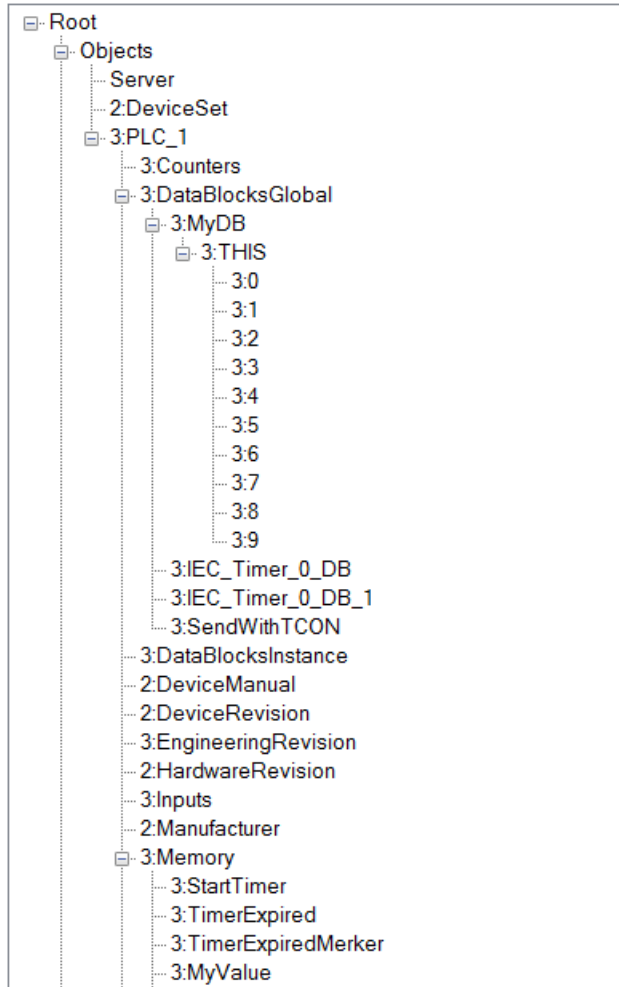 Root
Objects
Server
2:DeviceSet
3:PLC_1
3:Counters
3:DataBlocksGlobal
3:MyDB
3:THIS
3:0
3:1
3:2
3:3
3:4
3:5
3:6
3:7
3:8
3:9
3:IEC_Timer_0_DB
3:IEC_Timer_0_DB_1
3:SendWithTCON
3:DataBlocksInstance
2:DeviceManual
2:DeviceRevision
3:EngineeringRevision
2:HardwareRevision
3:Inputs
2:Manufacturer
3:Memory
3:StartTimer
3:TimerExpired
3:TimerExpiredMerker
3:MyValue